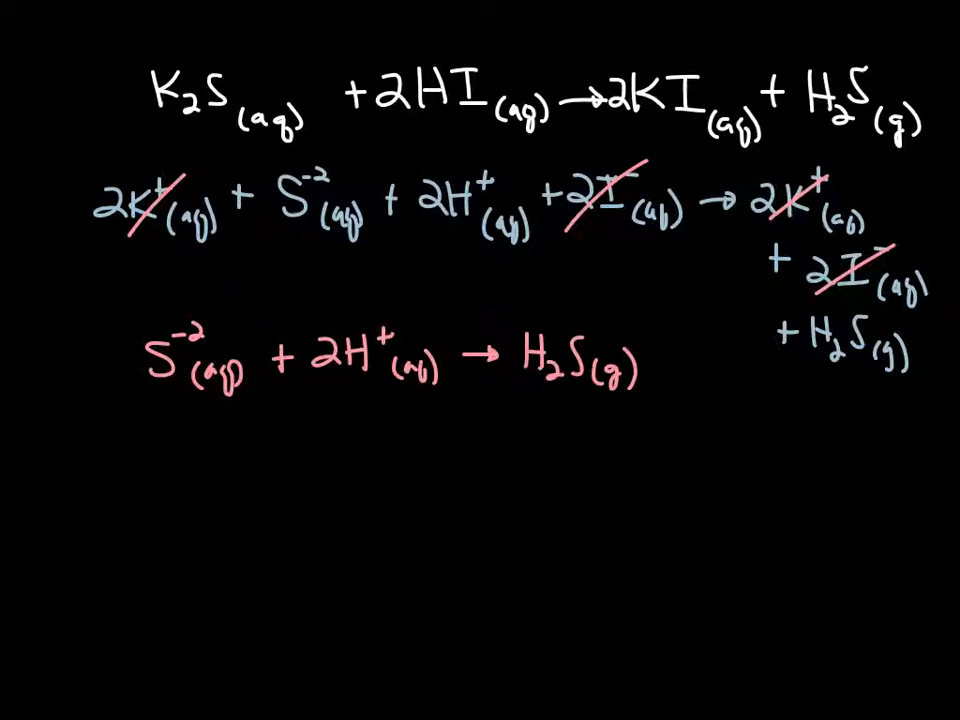 K₂S(aq) + 2HI(aq) → 2KI(aq) + H₂S(g)
2K⁺(aq) + S⁻²(aq) + 2H⁺(aq) + 2I⁻(aq) → 2K⁺(aq)
+ 2I⁻(aq)
+ H₂S(g)
S⁻²(aq) + 2H⁺(aq) → H₂S(g)